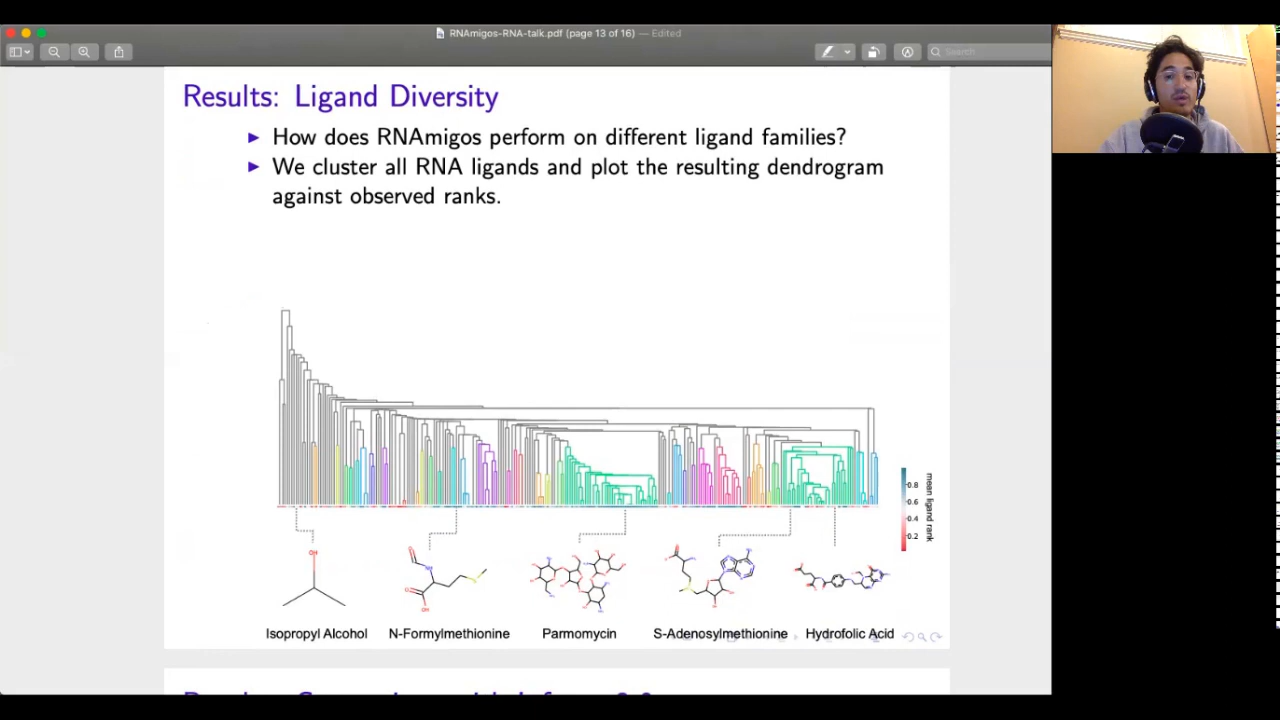 RNAmigos-RNA-talk.pdf (page 13 of 16) — Edited
Search
Results: Ligand Diversity
How does RNAmigos perform on different ligand families?
We cluster all RNA ligands and plot the resulting dendrogram
against observed ranks.
0.8
0.6
0.4
0.2
mean ligand rank
Isopropyl Alcohol
N-Formylmethionine
Parmomycin
S-Adenosylmethionine
Hydrofolic Acid